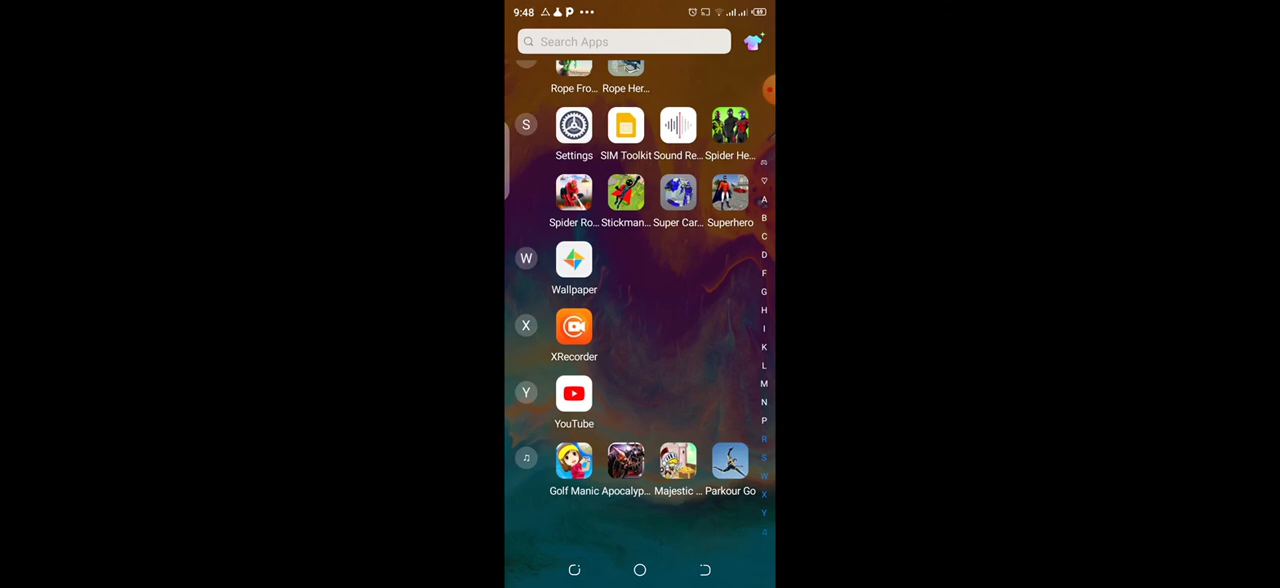 9:48
69
Search Apps
Rope Fro... Rope Her...
S
Settings SIM Toolkit Sound Re... Spider He...
Spider Ro... Stickman... Super Car... Superhero
W
Wallpaper
X
XRecorder
Y
YouTube
Golf Manic Apocalyp... Majestic ... Parkour Go
A
B
C
D
F
G
H
I
K
L
M
N
P
R
S
W
X
Y